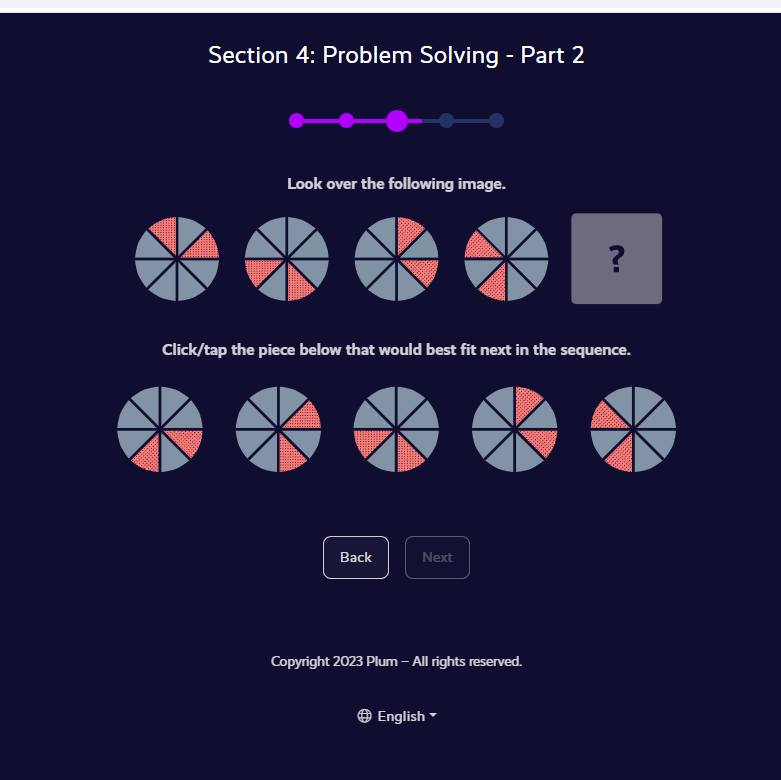 Section 4: Problem Solving - Part 2
Look over the following image.
?
Click/tap the piece below that would best fit next in the sequence.
Back
Next
Copyright 2023 Plum – All rights reserved.
English